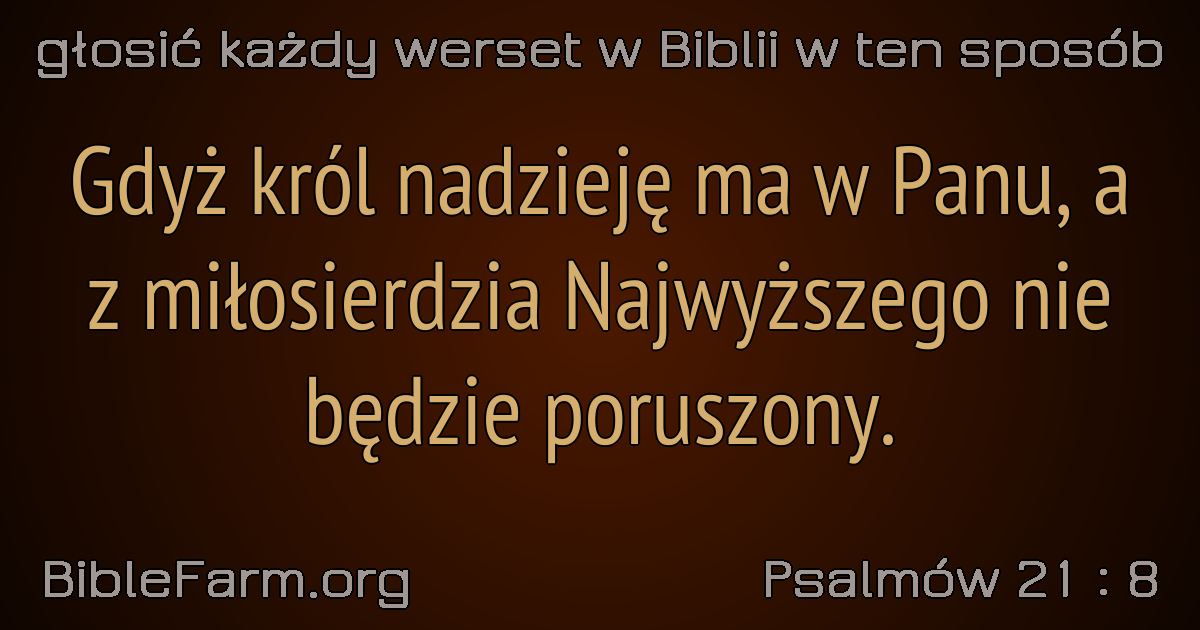 głosić każdy werset w Biblii w ten sposób
Gdyż król nadzieję ma w Panu, a
z miłosierdzia Najwyższego nie
będzie poruszony.
BibleFarm.org
Psalmów 21 : 8